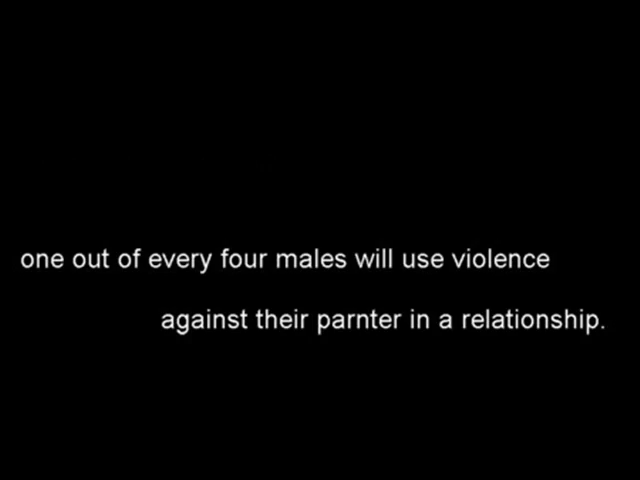 one out of every four males will use violence
against their parnter in a relationship.